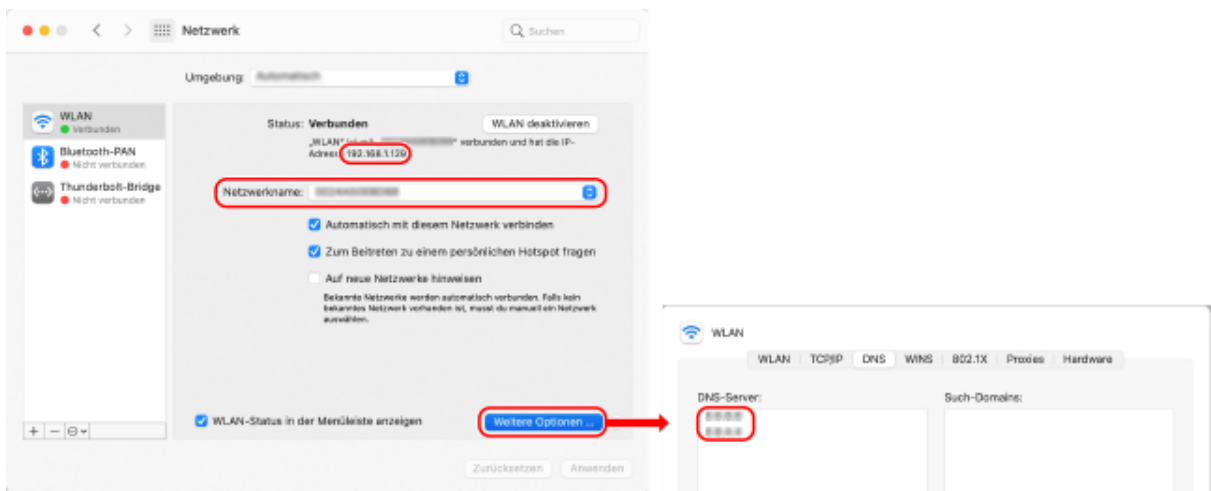 Netzwerk
Suchen
Umgebung:
WLAN
Verbunden
Bluetooth-PAN
Nicht verbunden
Thunderbolt-Bridge
Nicht verbunden
Status: Verbunden
WLAN deaktivieren
„WLAN“ ist mit „ “ verbunden und hat die IP-
Adresse 192.168.1.129
Netzwerkname:
Automatisch mit diesem Netzwerk verbinden
Zum Beitreten zu einem persönlichen Hotspot fragen
Auf neue Netzwerke hinweisen
Bekannte Netzwerke werden automatisch verbunden. Falls kein
bekanntes Netzwerk vorhanden ist, musst du manuell ein Netzwerk
auswählen.
WLAN-Status in der Menüleiste anzeigen
Weitere Optionen ...
Zurücksetzen
Anwenden
WLAN
WLAN TCP/IP DNS WINS 802.1X Proxies Hardware
DNS-Server:
Such-Domains: